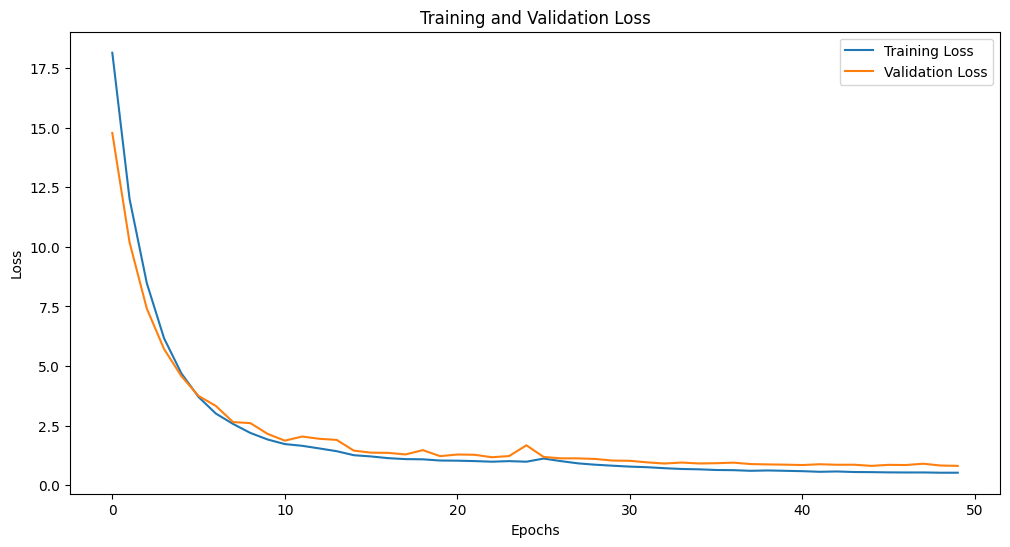 Training and Validation Loss
Training Loss
Validation Loss
17.5
15.0
12.5
10.0
7.5
5.0
2.5
0.0
Loss
0 10 20 30 40 50
Epochs